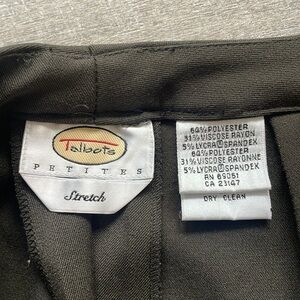 Talbots
PETITES
Stretch
64% POLYESTER
31% VISCOSE RAYON
5% LYCRA® SPANDEX
64% POLYESTER
31% VISCOSE RAYONNE
5% LYCRA® SPANDEX
RN 69051
CA 23147
DRY CLEAN